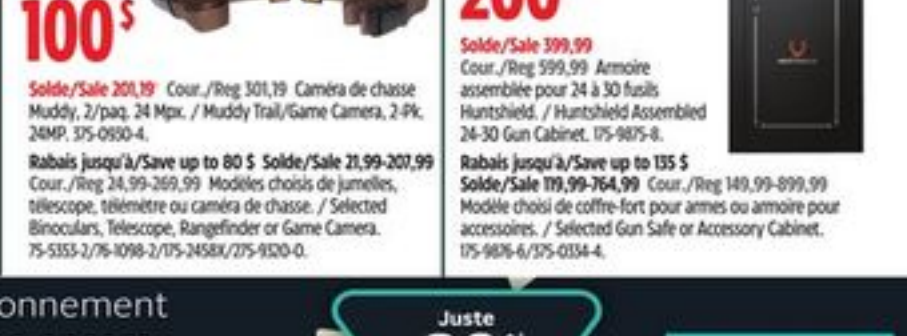 100$
Solde/Sale 201,19 Cour./Reg 301,19 Caméra de chasse
Muddy, 2/paq. 24 Mpx. / Muddy Trail/Game Camera, 2-Pk.
24MP. 375-0930-4.
Rabais jusqu'à/Save up to 80 $ Solde/Sale 21,99-207,99
Cour./Reg 24,99-269,99 Modèles choisis de jumelles,
télescope, télémètre ou caméra de chasse. / Selected
Binoculars, Telescope, Rangefinder or Game Camera.
75-5353-2/76-1098-2/175-2458X/275-9320-0.
200
Solde/Sale 399,99
Cour./Reg 599,99 Armoire
assemblée pour 24 à 30 fusils
Huntshield. / Huntshield Assembled
24-30 Gun Cabinet. 175-9875-8.
Rabais jusqu'à/Save up to 135 $
Solde/Sale 119,99-764,99 Cour./Reg 149,99-899,99
Modèle choisi de coffre-fort pour armes ou armoire pour
accessoires. / Selected Gun Safe or Accessory Cabinet.
175-9876-6/375-0334-4.
onnement
Juste